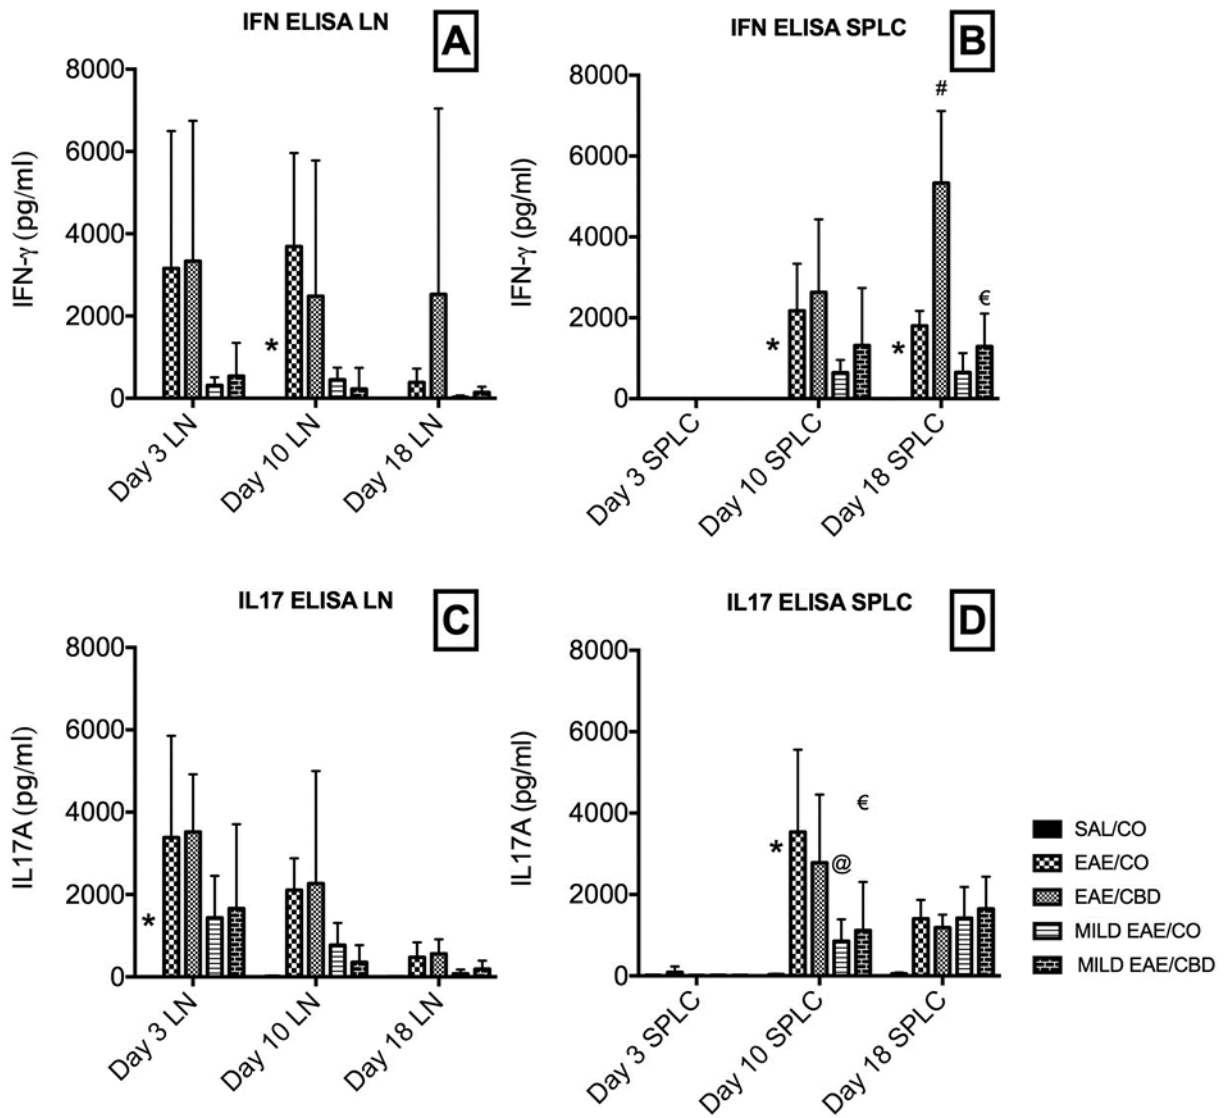 IFN ELISA LN
A
IFN-γ (pg/ml)
8000
6000
4000
2000
0
*
Day 3 LN
Day 10 LN
Day 18 LN
IFN ELISA SPLC
B
IFN-γ (pg/ml)
8000
6000
4000
2000
0
*
*
#
€
Day 3 SPLC
Day 10 SPLC
Day 18 SPLC
IL17 ELISA LN
C
IL17A (pg/ml)
8000
6000
4000
2000
0
*
Day 3 LN
Day 10 LN
Day 18 LN
IL17 ELISA SPLC
D
IL17A (pg/ml)
8000
6000
4000
2000
0
*
@
€
Day 3 SPLC
Day 10 SPLC
Day 18 SPLC
SAL/CO
EAE/CO
EAE/CBD
MILD EAE/CO
MILD EAE/CBD